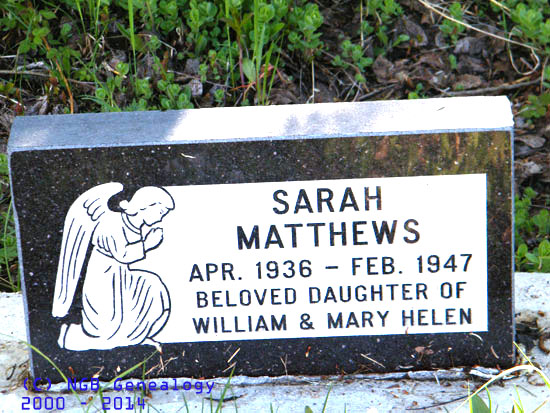 SARAH
MATTHEWS
APR. 1936 – FEB. 1947
BELOVED DAUGHTER OF
WILLIAM & MARY HELEN
(C) NGB Genealogy
2000 - 2014